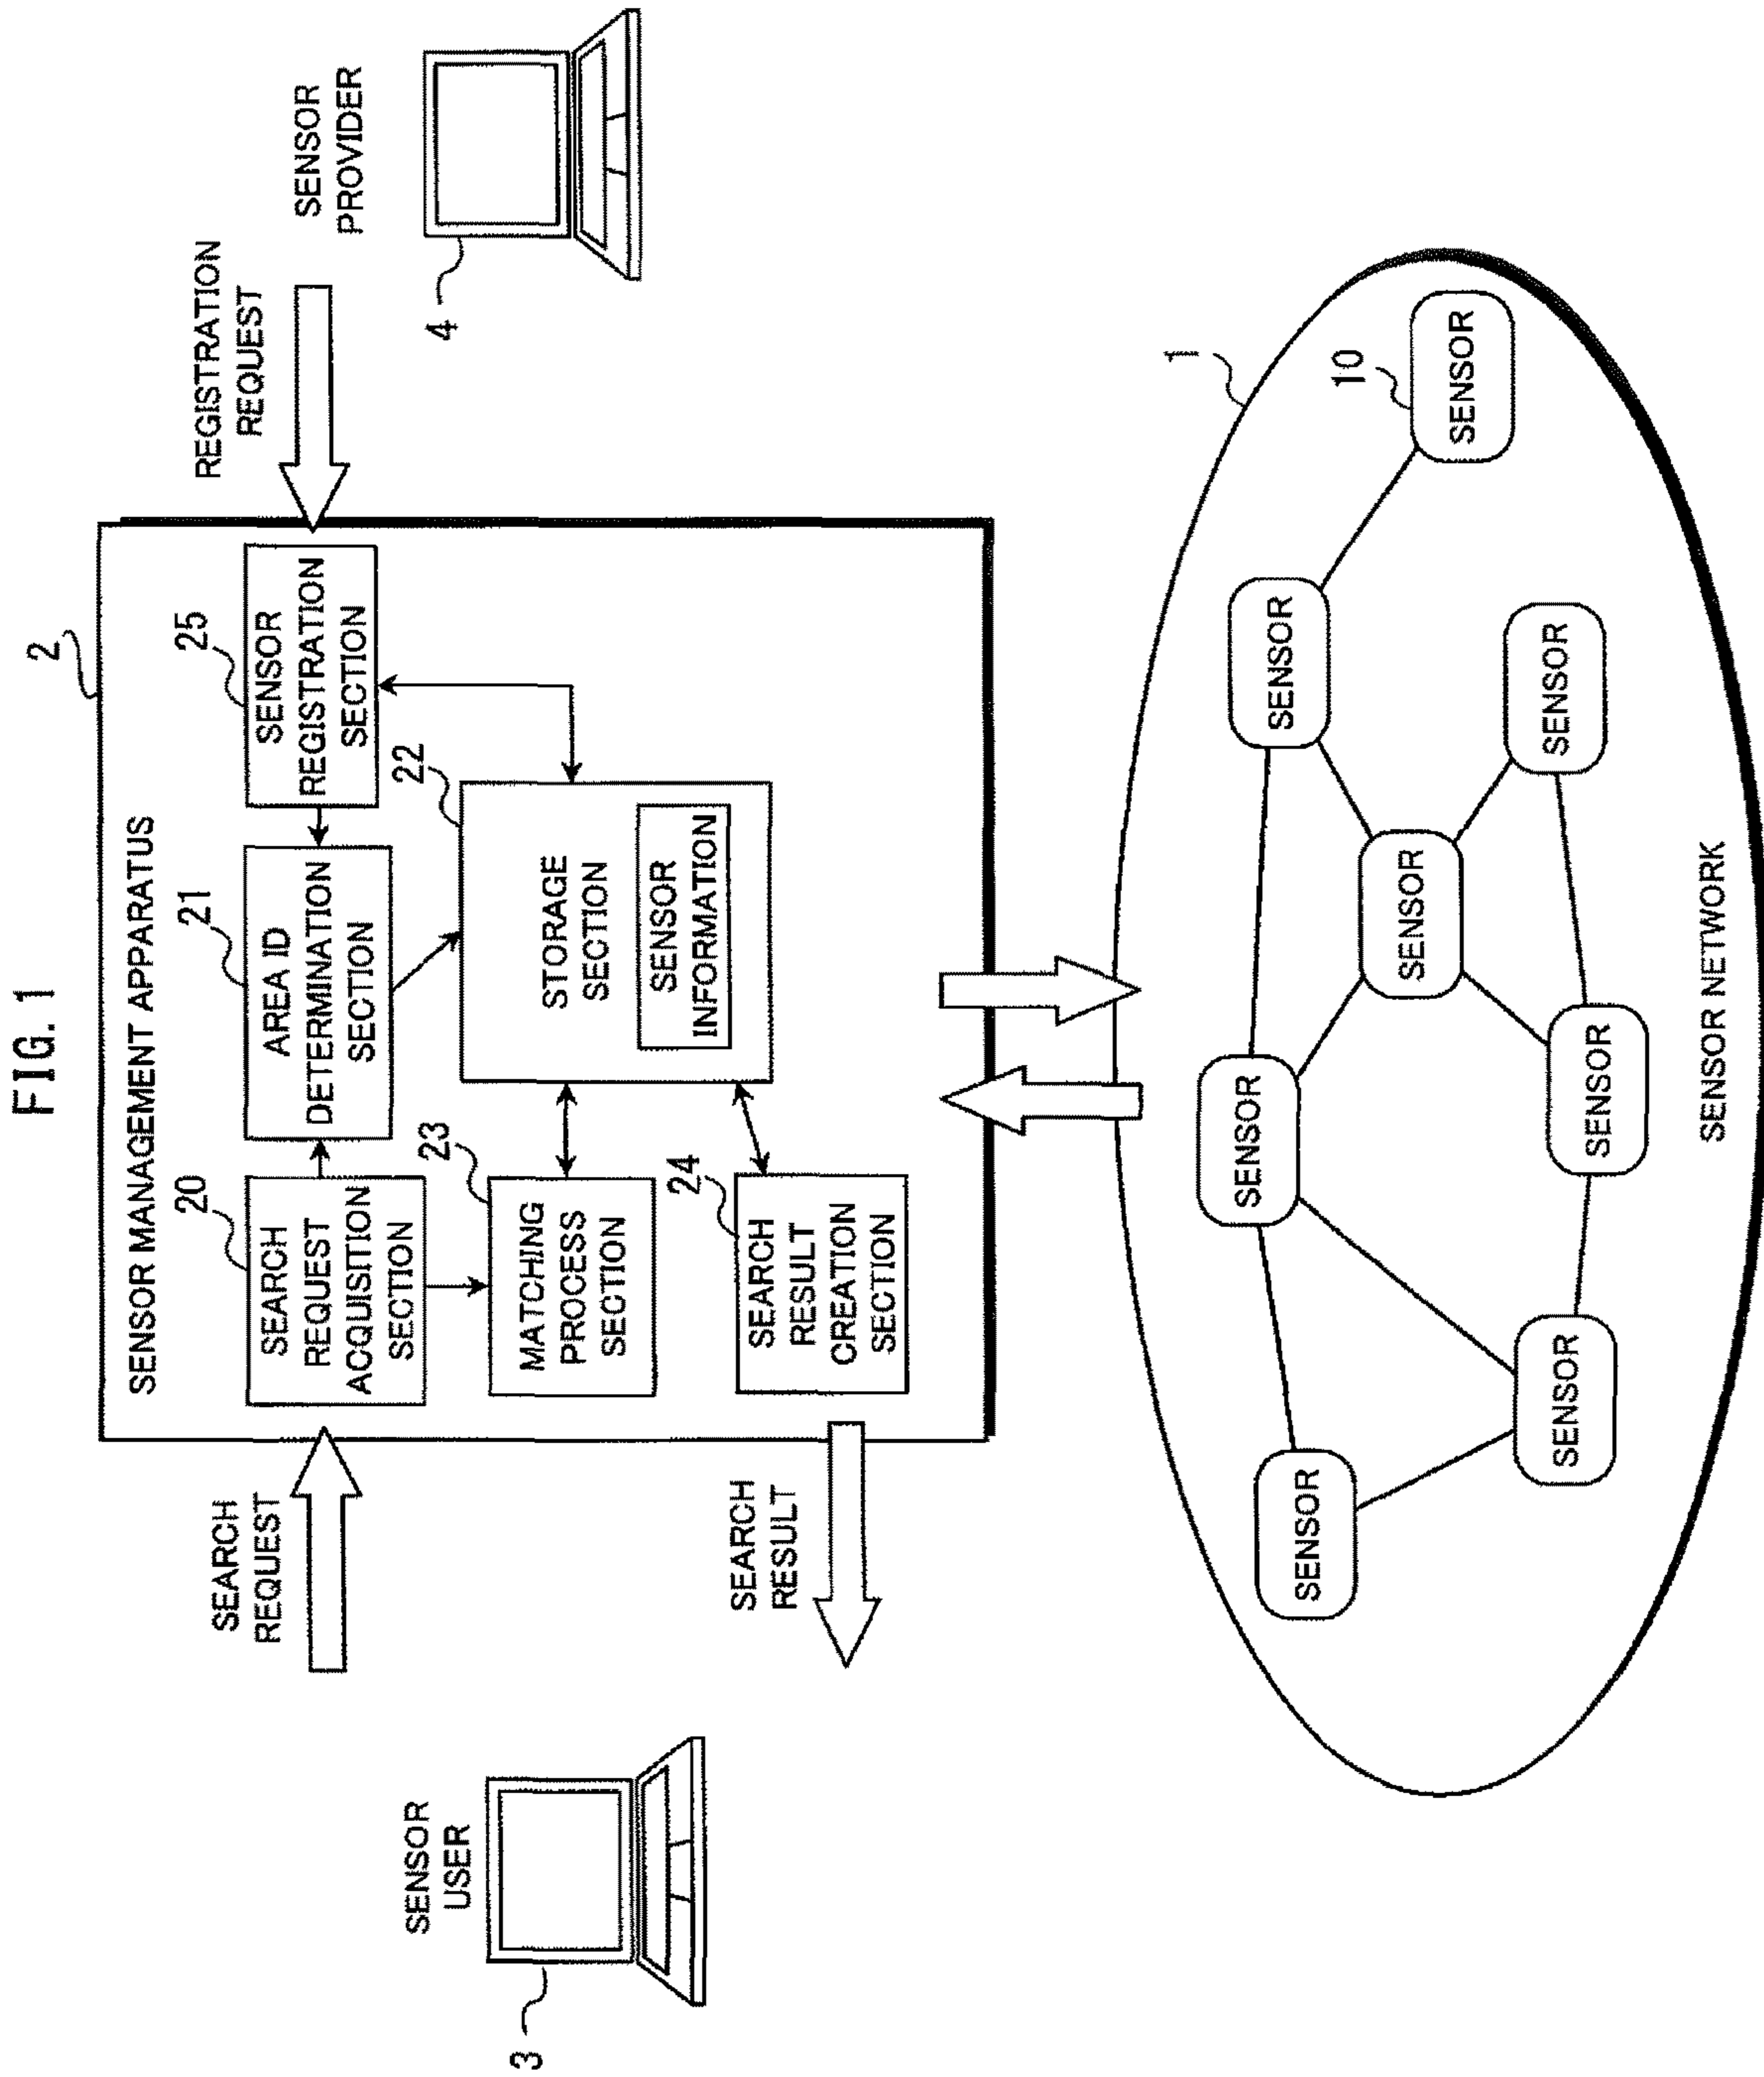 FIG. 1
SENSOR MANAGEMENT APPARATUS
2
SEARCH
REQUEST
SENSOR
USER
3
20
SEARCH
REQUEST
ACQUISITION
SECTION
21
AREA ID
DETERMINATION
SECTION
25
SENSOR
REGISTRATION
SECTION
REGISTRATION
REQUEST
SENSOR
PROVIDER
4
23
MATCHING
PROCESS
SECTION
22
STORAGE
SECTION
SENSOR
INFORMATION
24
SEARCH
RESULT
CREATION
SECTION
SEARCH
RESULT
1
10
SENSOR
SENSOR
SENSOR
SENSOR
SENSOR
SENSOR
SENSOR
SENSOR
SENSOR NETWORK